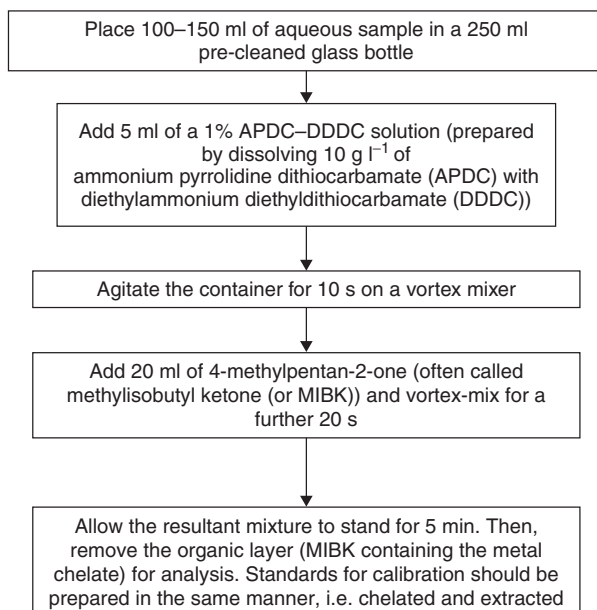 Place 100–150 ml of aqueous sample in a 250 ml
pre-cleaned glass bottle
Add 5 ml of a 1% APDC–DDDC solution (prepared
by dissolving 10 g l⁻¹ of
ammonium pyrrolidine dithiocarbamate (APDC) with
diethylammonium diethyldithiocarbamate (DDDC))
Agitate the container for 10 s on a vortex mixer
Add 20 ml of 4-methylpentan-2-one (often called
methylisobutyl ketone (or MIBK)) and vortex-mix for a
further 20 s
Allow the resultant mixture to stand for 5 min. Then,
remove the organic layer (MIBK containing the metal
chelate) for analysis. Standards for calibration should be
prepared in the same manner, i.e. chelated and extracted